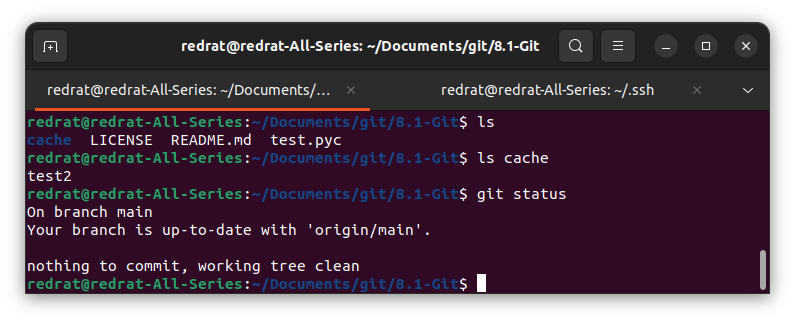 redrat@redrat-All-Series: ~/Documents/git/8.1-Git
redrat@redrat-All-Series: ~/Documents/... redrat@redrat-All-Series: ~/.ssh
redrat@redrat-All-Series:~/Documents/git/8.1-Git$ ls
cache  LICENSE  README.md  test.pyc
redrat@redrat-All-Series:~/Documents/git/8.1-Git$ ls cache
test2
redrat@redrat-All-Series:~/Documents/git/8.1-Git$ git status
On branch main
Your branch is up-to-date with 'origin/main'.
nothing to commit, working tree clean
redrat@redrat-All-Series:~/Documents/git/8.1-Git$